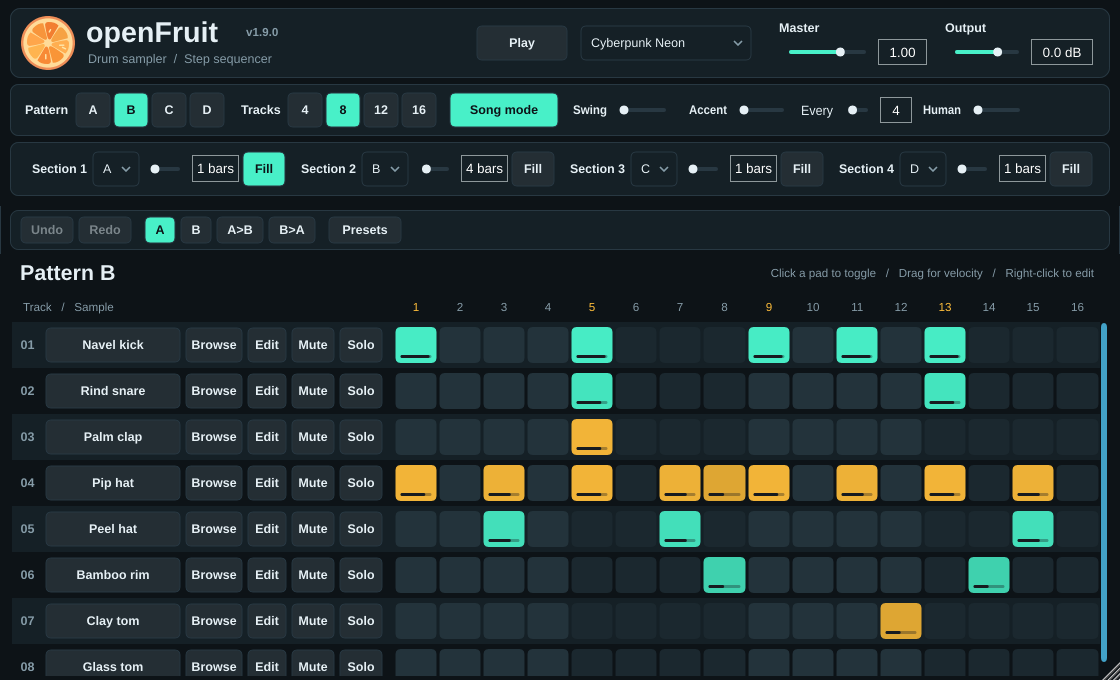 openFruit v1.9.0
Drum sampler / Step sequencer
Play Cyberpunk Neon Master 1.00 Output 0.0 dB
Pattern A B C D Tracks 4 8 12 16 Song mode Swing Accent Every 4 Human
Section 1 A 1 bars Fill Section 2 B 4 bars Fill Section 3 C 1 bars Fill Section 4 D 1 bars Fill
Undo Redo A B A>B B>A Presets
Pattern B Click a pad to toggle / Drag for velocity / Right-click to edit
Track / Sample 1 2 3 4 5 6 7 8 9 10 11 12 13 14 15 16
01 Navel kick Browse Edit Mute Solo
02 Rind snare Browse Edit Mute Solo
03 Palm clap Browse Edit Mute Solo
04 Pip hat Browse Edit Mute Solo
05 Peel hat Browse Edit Mute Solo
06 Bamboo rim Browse Edit Mute Solo
07 Clay tom Browse Edit Mute Solo
08 Glass tom Browse Edit Mute Solo